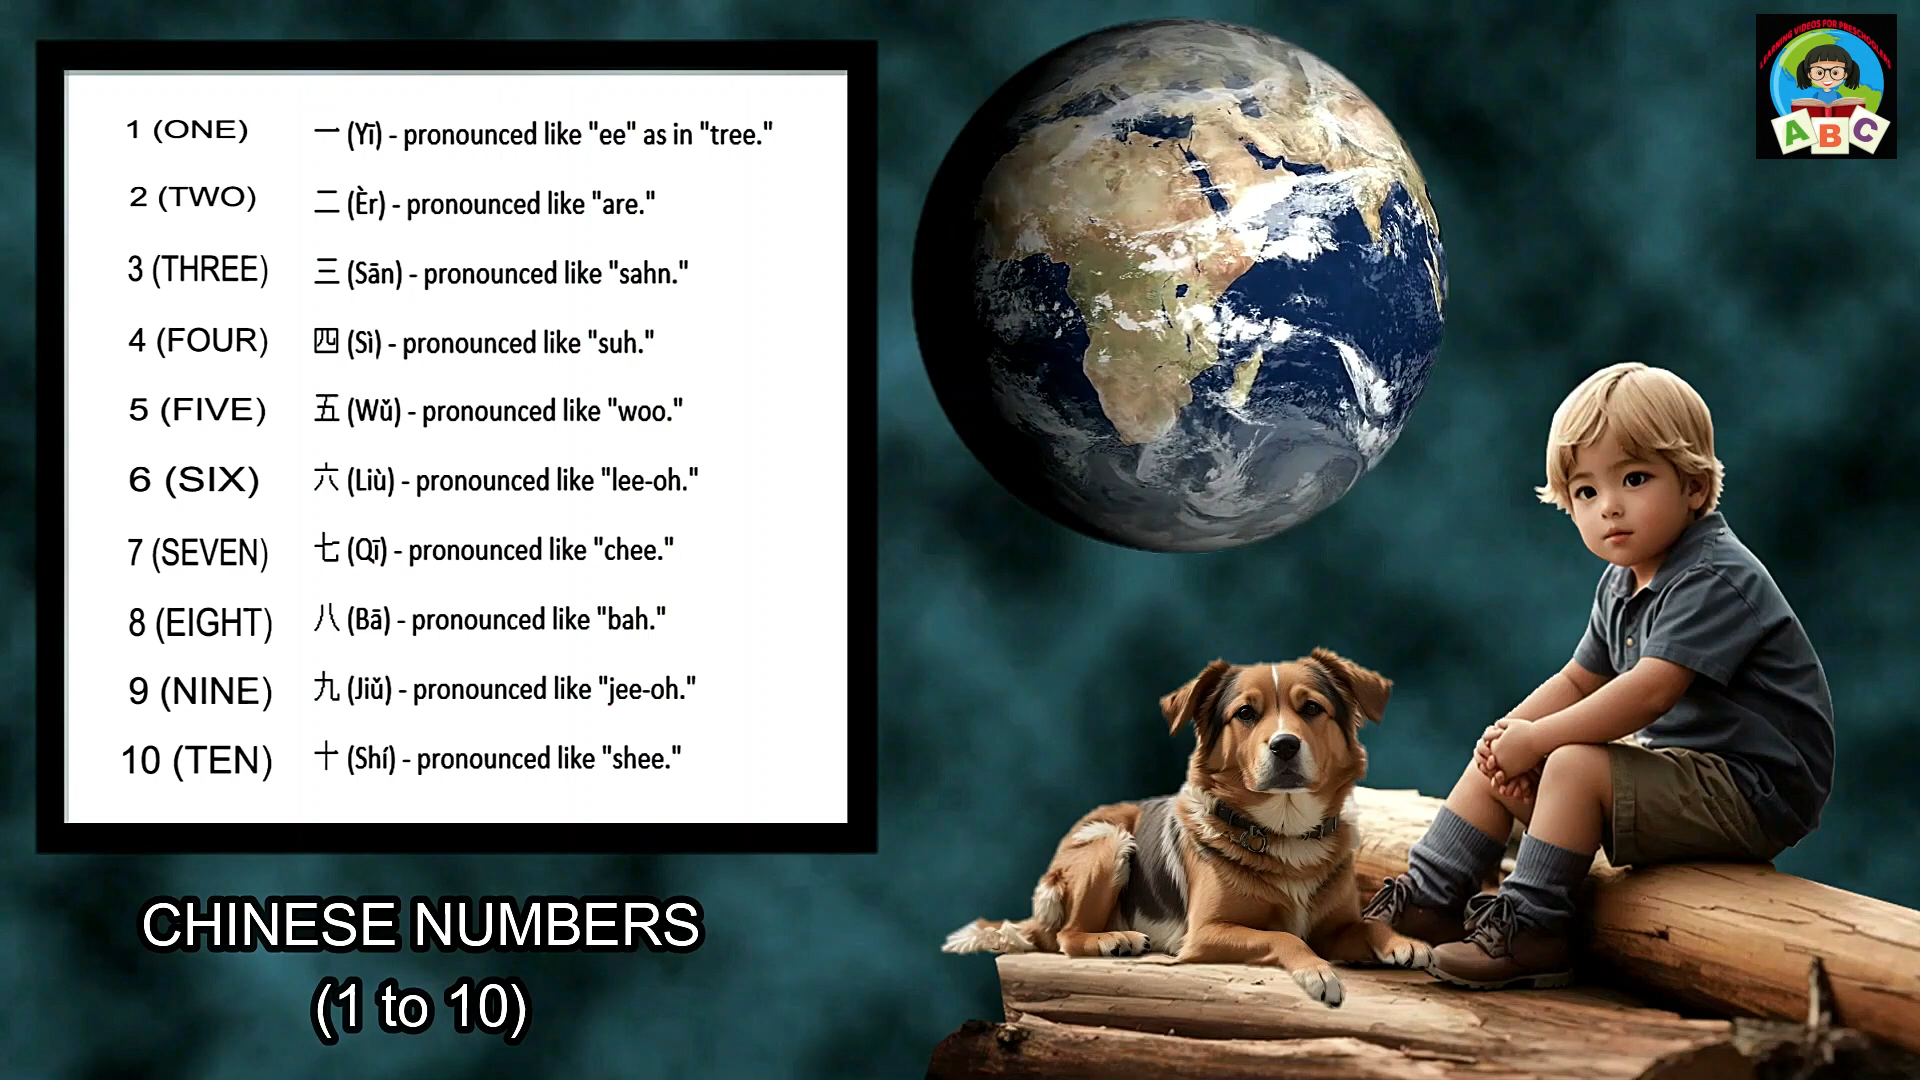 1 (ONE) 一 (Yī) - pronounced like "ee" as in "tree."
2 (TWO) 二 (Èr) - pronounced like "are."
3 (THREE) 三 (Sān) - pronounced like "sahn."
4 (FOUR) 四 (Sì) - pronounced like "suh."
5 (FIVE) 五 (Wǔ) - pronounced like "woo."
6 (SIX) 六 (Liù) - pronounced like "lee-oh."
7 (SEVEN) 七 (Qī) - pronounced like "chee."
8 (EIGHT) 八 (Bā) - pronounced like "bah."
9 (NINE) 九 (Jiǔ) - pronounced like "jee-oh."
10 (TEN) 十 (Shí) - pronounced like "shee."
CHINESE NUMBERS
(1 to 10)
LEARNING VIDEOS FOR PRESCHOOLERS
A B C